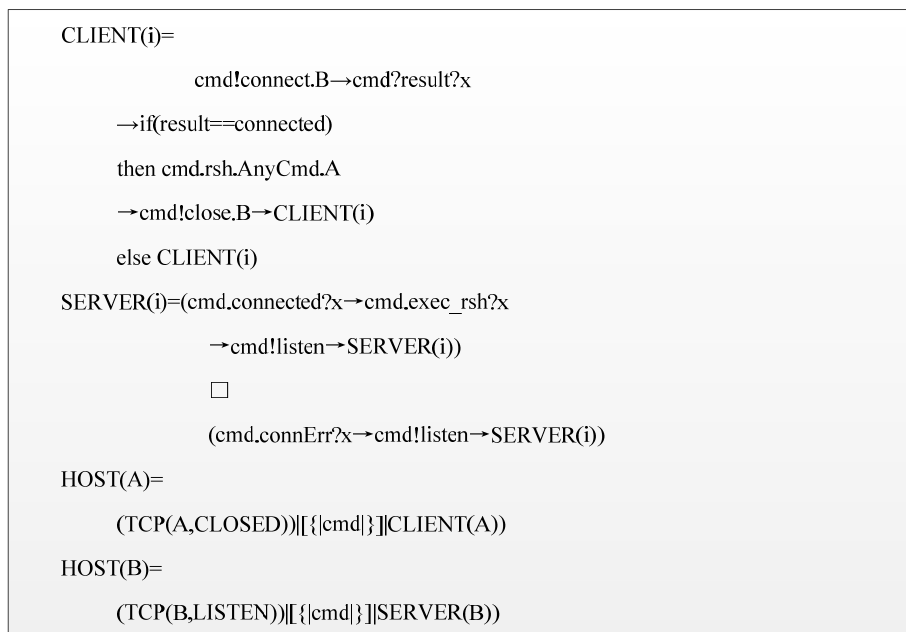 CLIENT(i)=
cmd!connect.B→cmd?result?x
→if(result==connected)
then cmd.rsh.AnyCmd.A
→cmd!close.B→CLIENT(i)
else CLIENT(i)
SERVER(i)=(cmd.connected?x→cmd.exec_rsh?x
→cmd!listen→SERVER(i))
□
(cmd.connErr?x→cmd!listen→SERVER(i))
HOST(A)=
(TCP(A,CLOSED))|[{|cmd|}]|CLIENT(A))
HOST(B)=
(TCP(B,LISTEN))|[{|cmd|}]|SERVER(B))